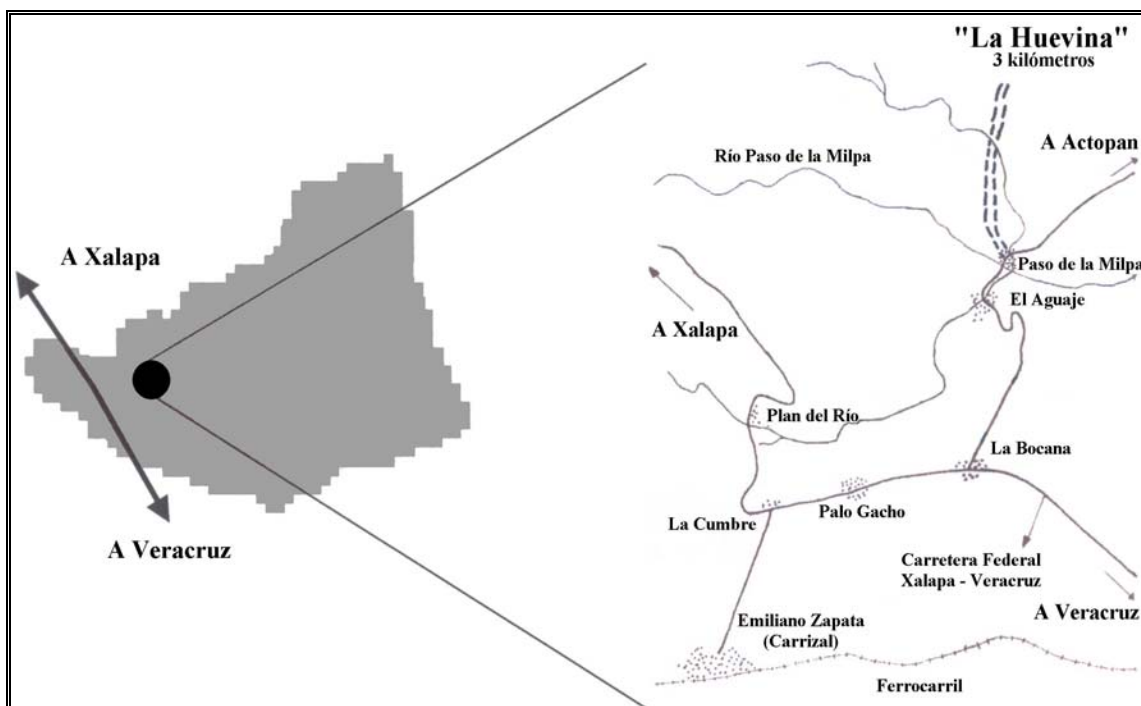 "La Huevina"
3 kilómetros
A Actopan
Río Paso de la Milpa
Paso de la Milpa
El Aguaje
A Xalapa
A Xalapa
Plan del Río
La Bocana
La Cumbre
Palo Gacho
A Veracruz
Carretera Federal
Xalapa - Veracruz
A Veracruz
Emiliano Zapata
(Carrizal)
Ferrocarril